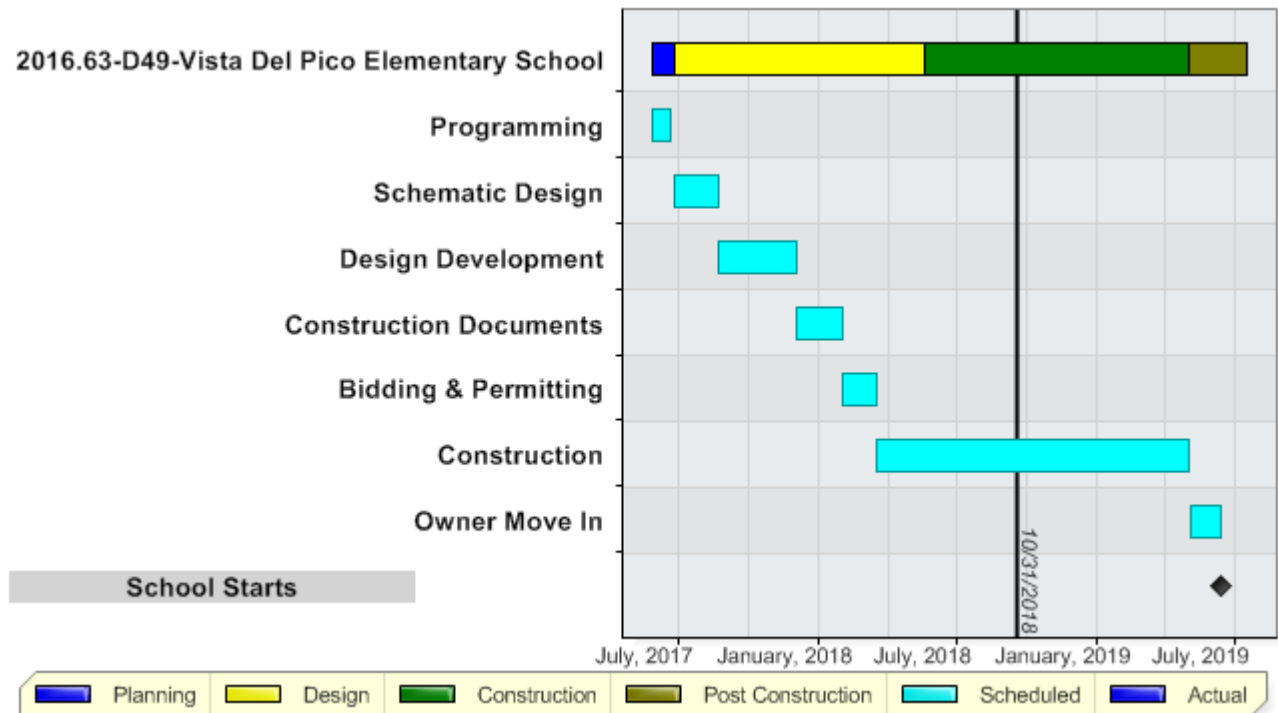 2016.63-D49-Vista Del Pico Elementary School
Programming
Schematic Design
Design Development
Construction Documents
Bidding & Permitting
Construction
Owner Move In
School Starts
10/31/2018
July, 2017 January, 2018 July, 2018 January, 2019 July, 2019
Planning Design Construction Post Construction Scheduled Actual